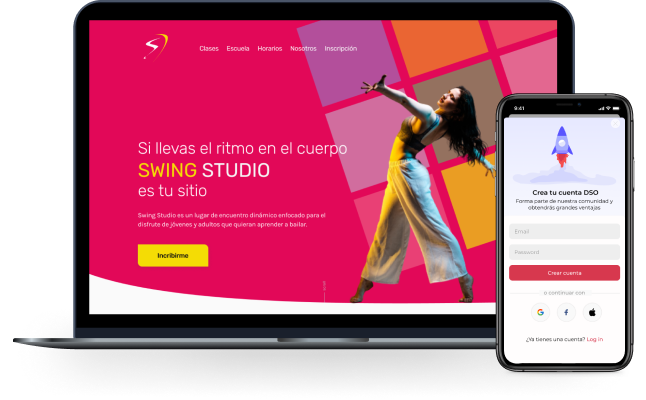 Clases Escuela Horarios Nosotros Inscripción
Si llevas el ritmo en el cuerpo
SWING STUDIO
es tu sitio
Swing Studio es un lugar de encuentro dinámico enfocado para el
disfrute de jóvenes y adultos que quieran aprender a bailar.
Incribirme
9:41
Crea tu cuenta DSO
Forma parte de nuestra comunidad y
obtendrás grandes ventajas
Email
Password
Crear cuenta
o continuar con
¿Ya tienes una cuenta? Log in